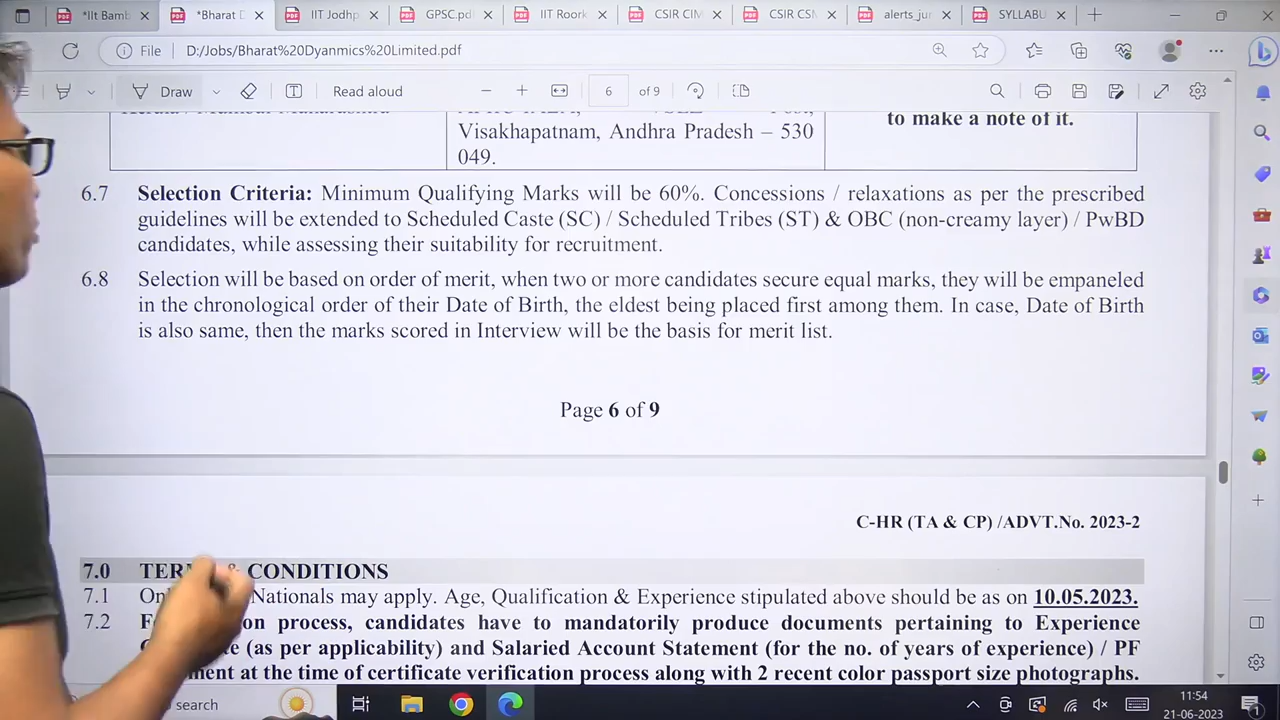 *Iit Bamb
*Bharat D
IIT Jodhp
GPSC.pdf
IIT Roork
CSIR CIM
CSIR CSM
alerts_jun
SYLLABU
File D:/Jobs/Bharat%20Dyanmics%20Limited.pdf
Draw
Read aloud
6 of 9
Visakhapatnam, Andhra Pradesh – 530
049.
to make a note of it.
6.7 Selection Criteria: Minimum Qualifying Marks will be 60%. Concessions / relaxations as per the prescribed
guidelines will be extended to Scheduled Caste (SC) / Scheduled Tribes (ST) & OBC (non-creamy layer) / PwBD
candidates, while assessing their suitability for recruitment.
6.8 Selection will be based on order of merit, when two or more candidates secure equal marks, they will be empaneled
in the chronological order of their Date of Birth, the eldest being placed first among them. In case, Date of Birth
is also same, then the marks scored in Interview will be the basis for merit list.
Page 6 of 9
C-HR (TA & CP) /ADVT.No. 2023-2
7.0 TERMS & CONDITIONS
7.1 Nationals may apply. Age, Qualification & Experience stipulated above should be as on 10.05.2023.
7.2 process, candidates have to mandatorily produce documents pertaining to Experience
(as per applicability) and Salaried Account Statement (for the no. of years of experience) / PF
at the time of certificate verification process along with 2 recent color passport size photographs.
search
11:54
21-06-2023